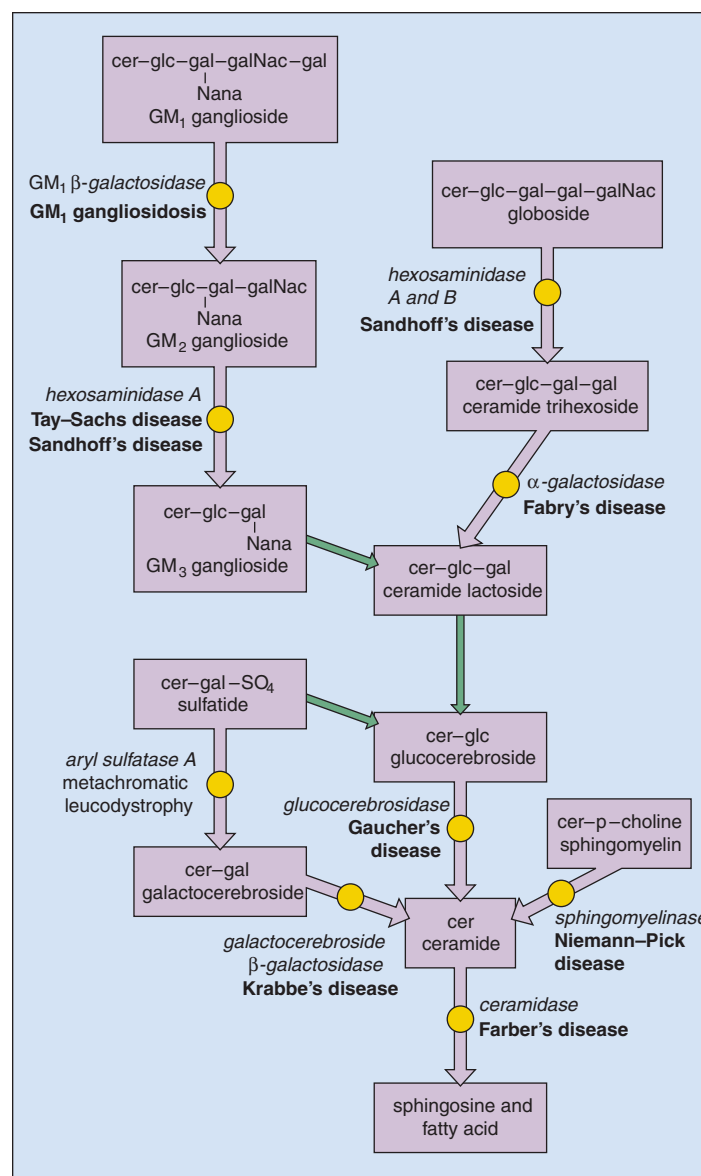 cer–glc–gal–galNac–gal
Nana
GM1 ganglioside
GM1 β-galactosidase
GM1 gangliosidosis
cer–glc–gal–galNac
Nana
GM2 ganglioside
hexosaminidase A
Tay–Sachs disease
Sandhoff's disease
cer–glc–gal
Nana
GM3 ganglioside
cer–glc–gal–gal–galNac
globoside
hexosaminidase
A and B
Sandhoff's disease
cer–glc–gal–gal
ceramide trihexoside
α-galactosidase
Fabry's disease
cer–glc–gal
ceramide lactoside
cer–gal–SO4
sulfatide
aryl sulfatase A
metachromatic
leucodystrophy
cer–glc
glucocerebroside
glucocerebrosidase
Gaucher's
disease
cer–p–choline
sphingomyelin
cer–gal
galactocerebroside
galactocerebroside
β-galactosidase
Krabbe's disease
cer
ceramide
sphingomyelinase
Niemann–Pick
disease
ceramidase
Farber's disease
sphingosine and
fatty acid